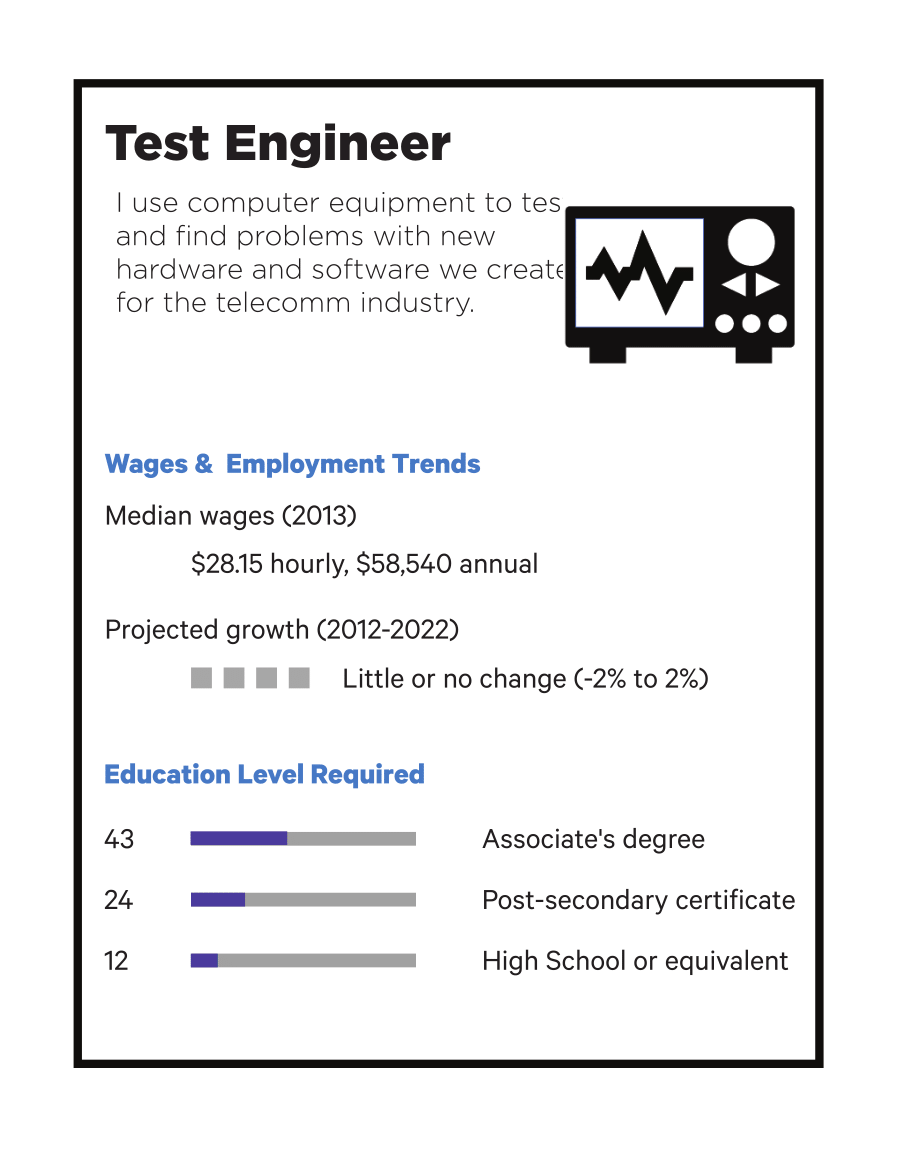 Test Engineer
I use computer equipment to tes
and find problems with new
hardware and software we create
for the telecomm industry.
Wages &  Employment Trends
Median wages (2013)
$28.15 hourly, $58,540 annual
Projected growth (2012-2022)
Little or no change (-2% to 2%)
Education Level Required
43 Associate's degree
24 Post-secondary certificate
12 High School or equivalent